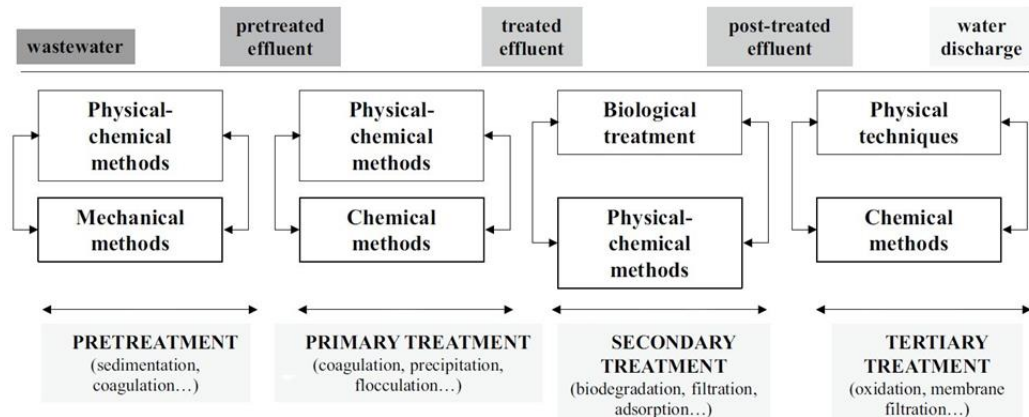 wastewater
pretreated
effluent
treated
effluent
post-treated
effluent
water
discharge
Physical-
chemical
methods
Mechanical
methods
Physical-
chemical
methods
Chemical
methods
Biological
treatment
Physical-
chemical
methods
Physical
techniques
Chemical
methods
PRETREATMENT
(sedimentation,
coagulation…)
PRIMARY TREATMENT
(coagulation, precipitation,
flocculation…)
SECONDARY
TREATMENT
(biodegradation, filtration,
adsorption…)
TERTIARY
TREATMENT
(oxidation, membrane
filtration…)